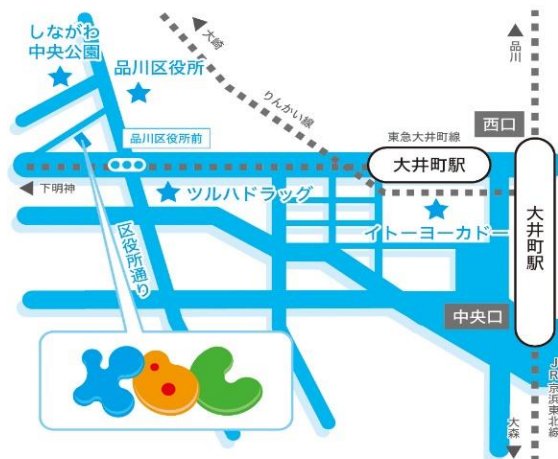 しながわ
中央公園
品川区役所
大崎
品川
りんかい線
品川区役所前
東急大井町線
西口
大井町駅
下明神
ツルハドラッグ
イトーヨーカドー
大井町駅
区役所通り
中央口
JR京浜東北線
大森